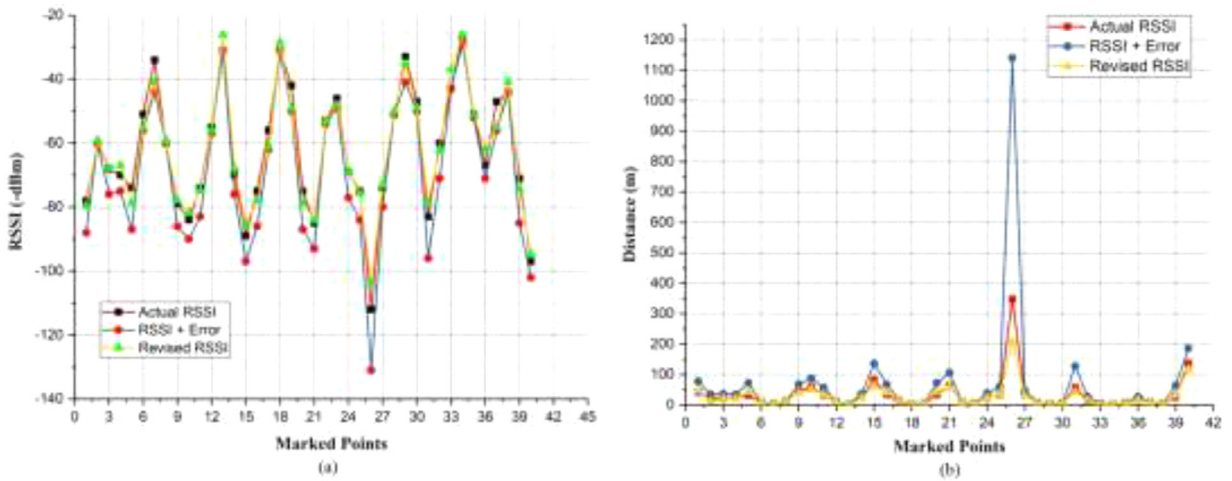 -20
-40
-60
-80
-100
-120
-140
0 3 6 9 12 15 18 21 24 27 30 33 36 39 42 45
RSSI (-dBm)
Marked Points
Actual RSSI
RSSI + Error
Revised RSSI
(a)
1200
1100
1000
900
800
700
600
500
400
300
200
100
0
0 3 6 9 12 15 18 21 24 27 30 33 36 39 42
Distance (m)
Marked Points
Actual RSSI
RSSI + Error
Revised RSSI
(b)